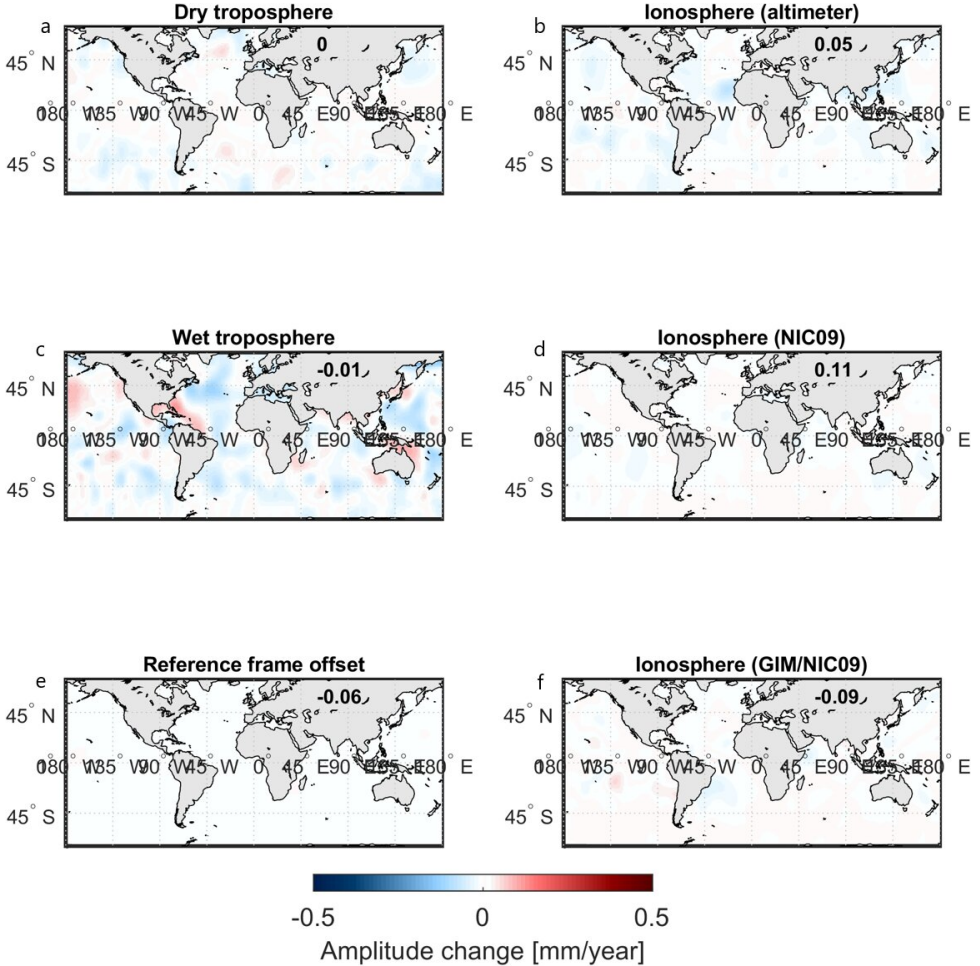 a
Dry troposphere
0
45° N
45° S
b
Ionosphere (altimeter)
0.05
45° N
45° S
c
Wet troposphere
-0.01
45° N
45° S
d
Ionosphere (NIC09)
0.11
45° N
45° S
e
Reference frame offset
-0.06
45° N
45° S
f
Ionosphere (GIM/NIC09)
-0.09
45° N
45° S
-0.5 0 0.5
Amplitude change [mm/year]